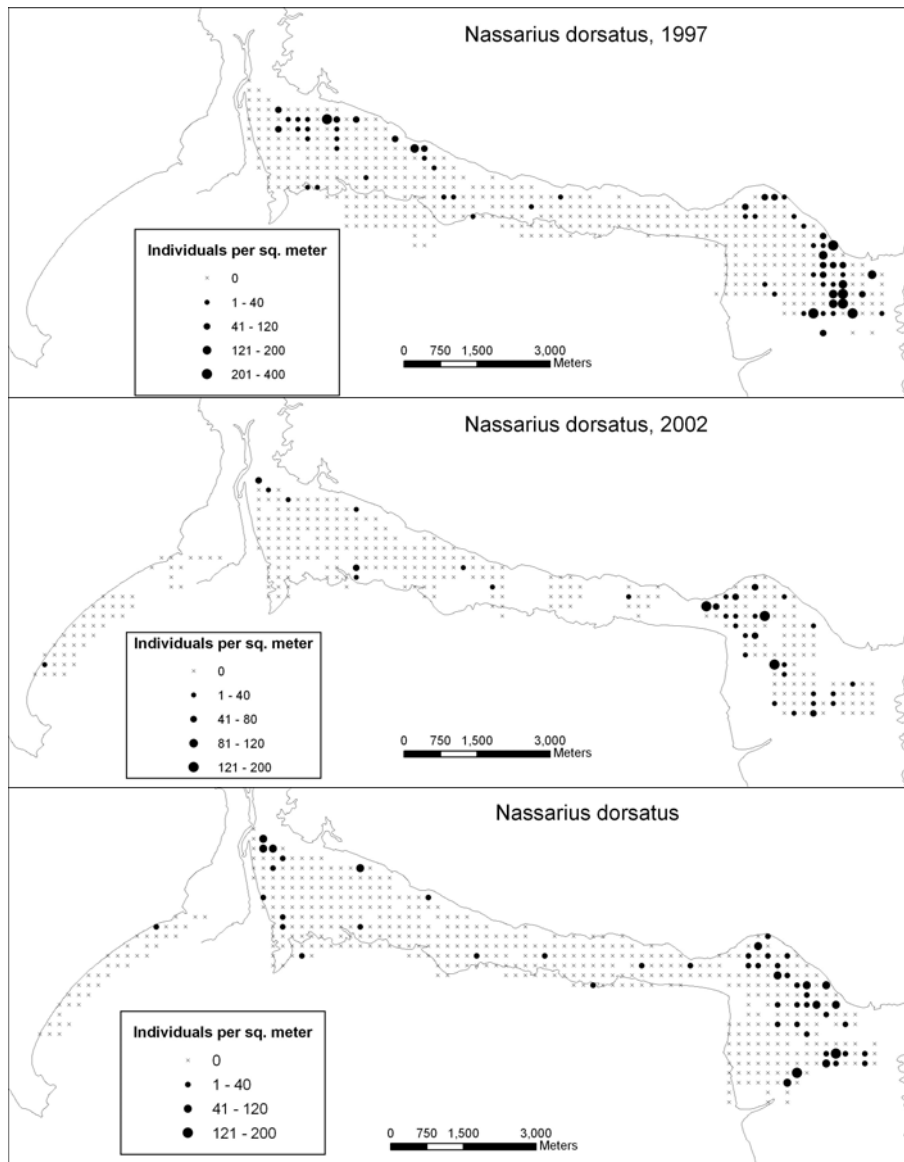 Nassarius dorsatus, 1997
Individuals per sq. meter
0
1 - 40
41 - 120
121 - 200
201 - 400
0 750 1,500 3,000
Meters
Nassarius dorsatus, 2002
Individuals per sq. meter
0
1 - 40
41 - 80
81 - 120
121 - 200
0 750 1,500 3,000
Meters
Nassarius dorsatus
Individuals per sq. meter
0
1 - 40
41 - 120
121 - 200
0 750 1,500 3,000
Meters